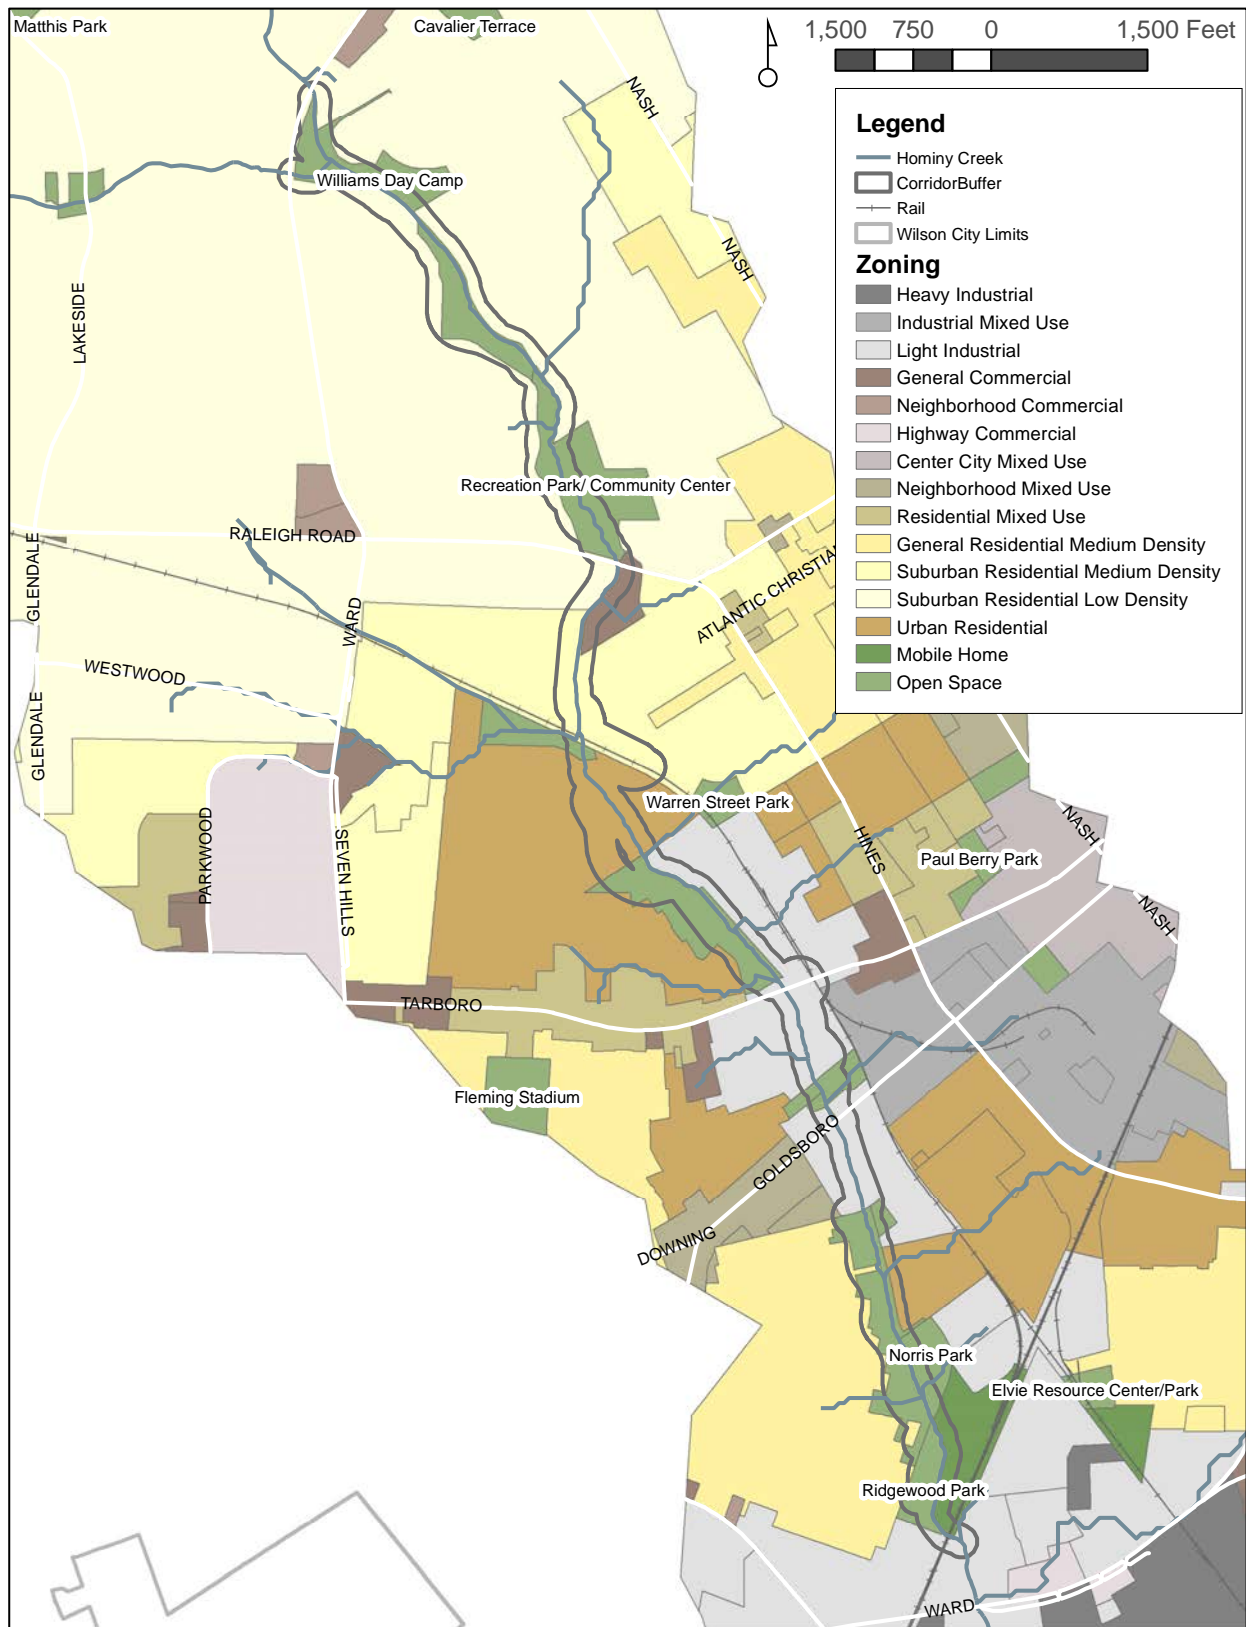 Matthis Park
Cavalier Terrace
1,500 750 0 1,500 Feet
NASH
Legend
Hominy Creek
CorridorBuffer
Rail
Wilson City Limits
Zoning
Heavy Industrial
Industrial Mixed Use
Light Industrial
General Commercial
Neighborhood Commercial
Highway Commercial
Center City Mixed Use
Neighborhood Mixed Use
Residential Mixed Use
General Residential Medium Density
Suburban Residential Medium Density
Suburban Residential Low Density
Urban Residential
Mobile Home
Open Space
Williams Day Camp
NASH
LAKESIDE
Recreation Park/ Community Center
RALEIGH ROAD
GLENDALE
WARD
ATLANTIC CHRISTIAN
WESTWOOD
GLENDALE
Warren Street Park
PARKWOOD
SEVEN HILLS
HINES
NASH
Paul Berry Park
NASH
TARBORO
Fleming Stadium
GOLDSBORO
DOWNING
Norris Park
Elvie Resource Center/Park
Ridgewood Park
WARD